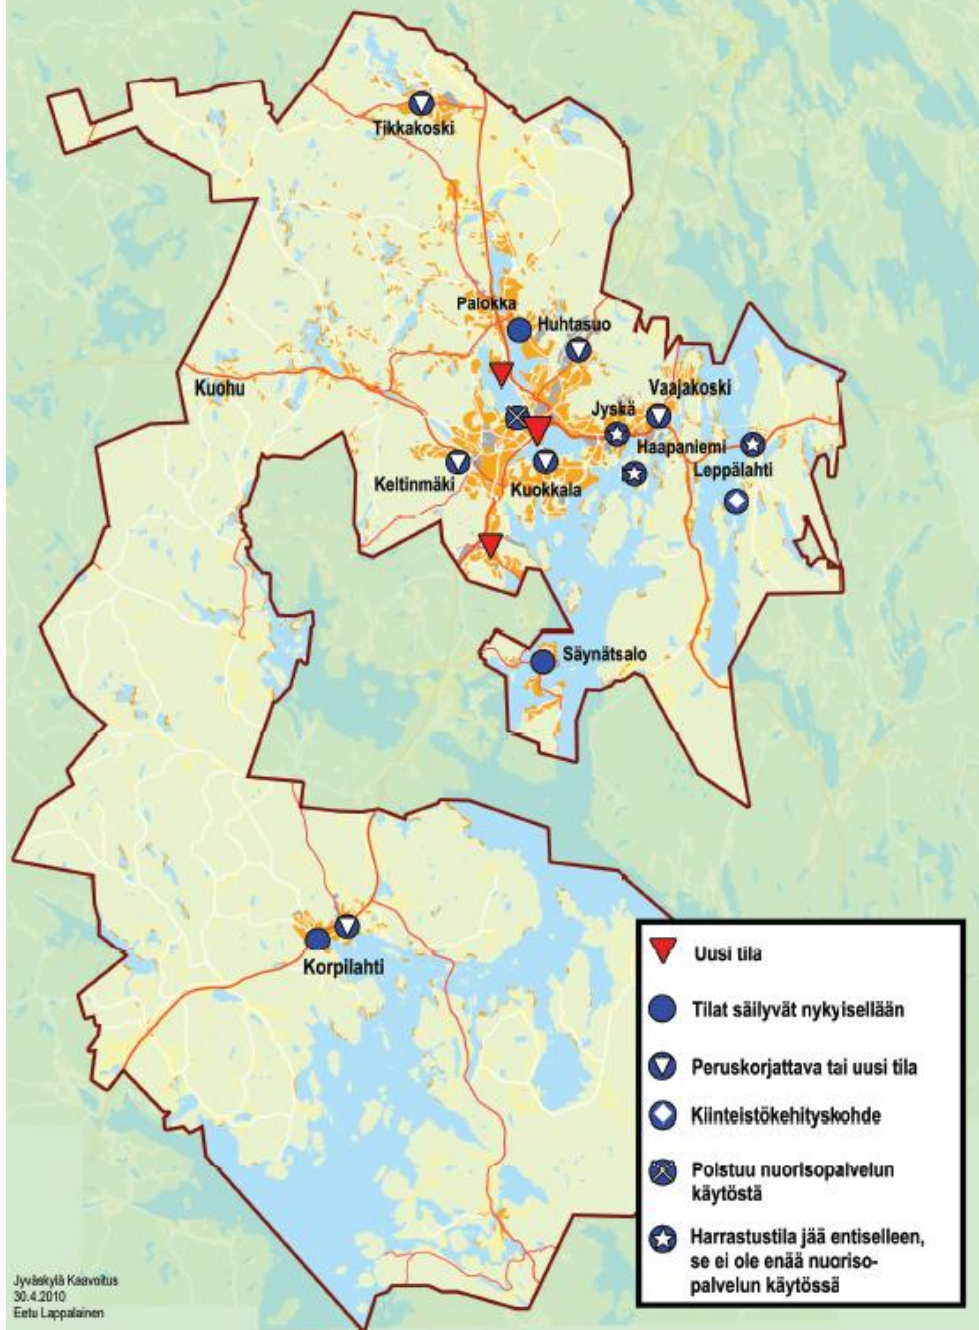 Tikkakoski
Palokka
Huhtasuo
Kuohu
Vaajakoski
Jyskä
Haapaniemi
Leppälahti
Keltinmäki
Kuokkala
Säynätsalo
Korpilahti
Uusi tila
Tilat säilyvät nykyisellään
Peruskorjattava tai uusi tila
Kiinteistökehityskohde
Poistuu nuorisopalvelun
käytöstä
Harrastustila jää entiselleen,
se ei ole enää nuoriso-
palvelun käytössä
Jyväskylä Kaavoitus
30.4.2010
Eetu Lappalainen